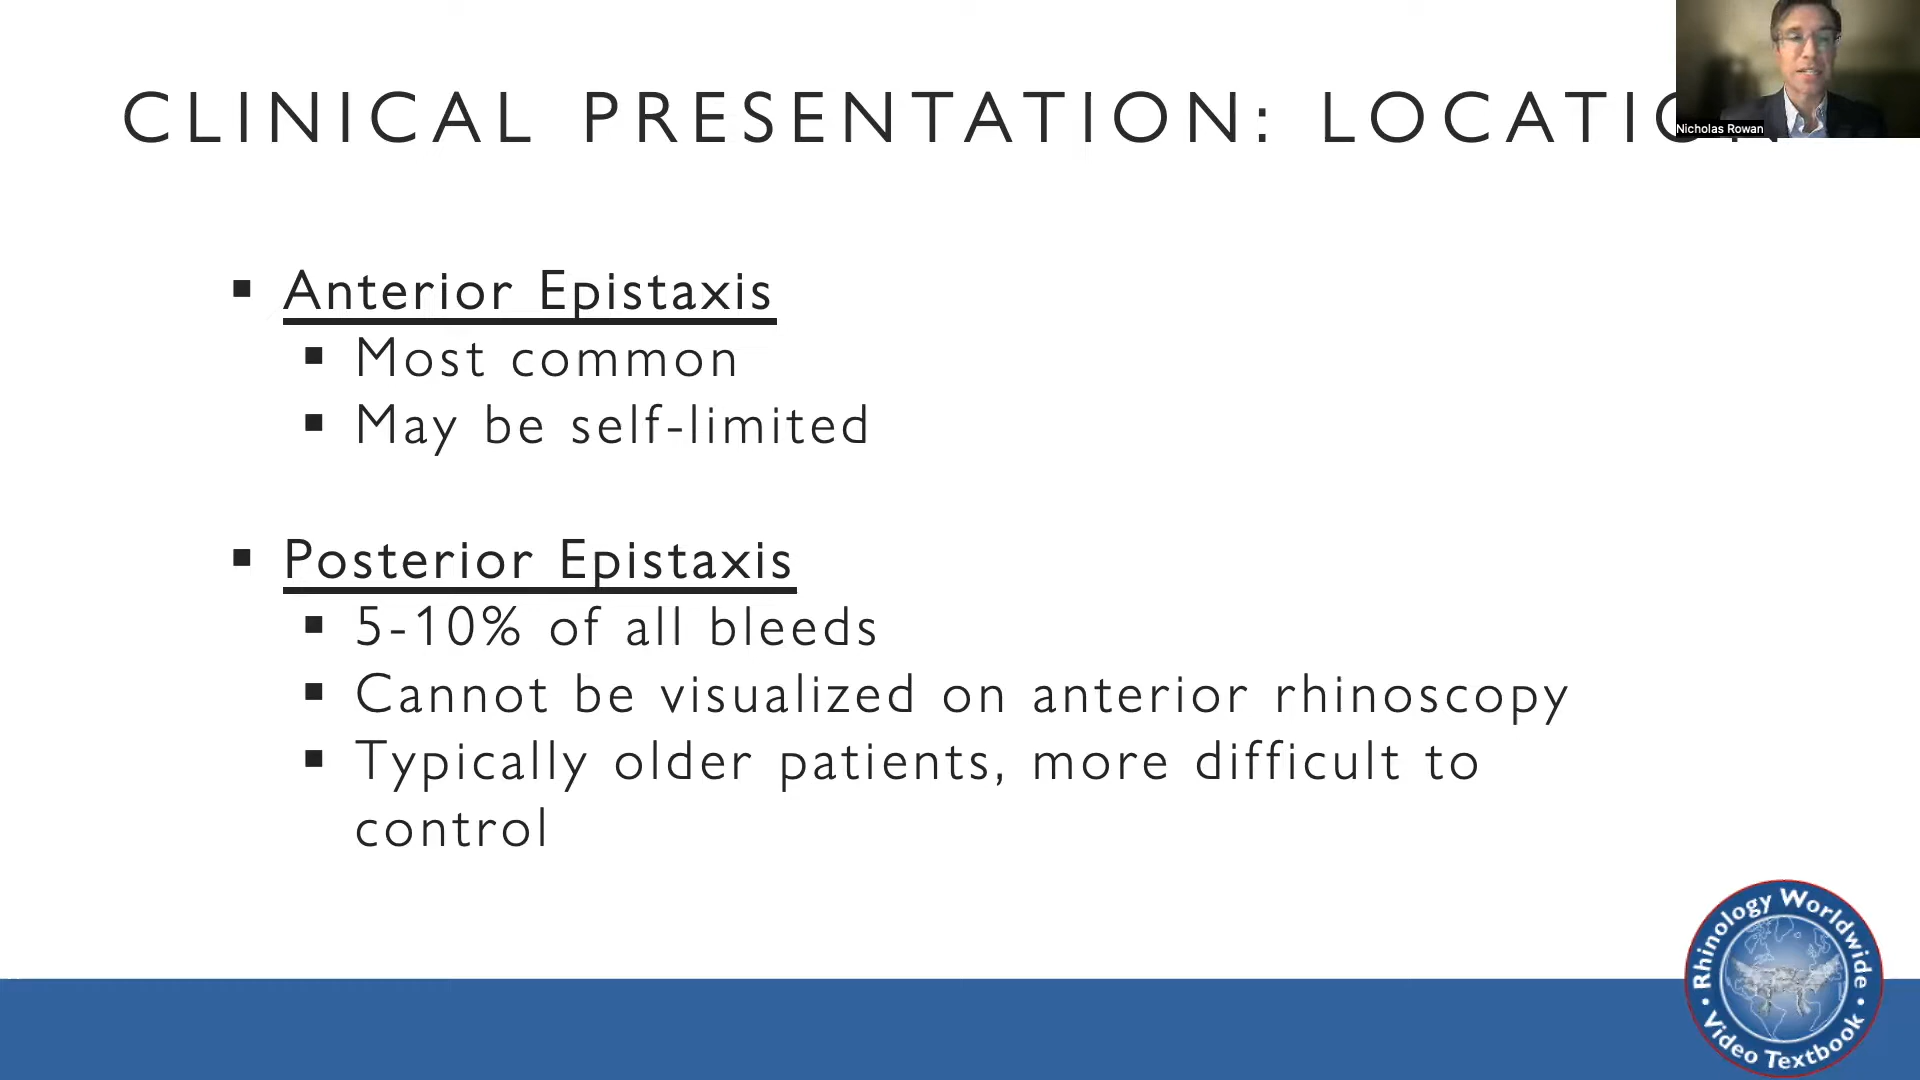 CLINICAL PRESENTATION: LOCATION
Nicholas Rowan
▪ Anterior Epistaxis
▪ Most common
▪ May be self-limited
▪ Posterior Epistaxis
▪ 5-10% of all bleeds
▪ Cannot be visualized on anterior rhinoscopy
▪ Typically older patients, more difficult to
control
Rhinology Worldwide
• Video Textbook •